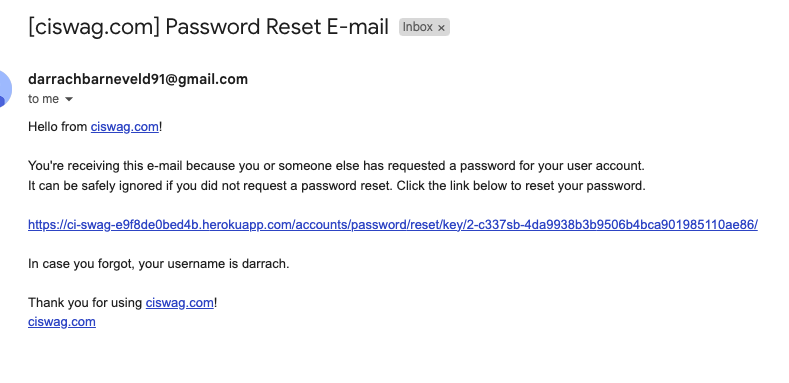 [ciswag.com] Password Reset E-mail Inbox ×
darrachbarneveld91@gmail.com
to me
Hello from ciswag.com!
You're receiving this e-mail because you or someone else has requested a password for your user account.
It can be safely ignored if you did not request a password reset. Click the link below to reset your password.
https://ci-swag-e9f8de0bed4b.herokuapp.com/accounts/password/reset/key/2-c337sb-4da9938b3b9506b4bca901985110ae86/
In case you forgot, your username is darrach.
Thank you for using ciswag.com!
ciswag.com